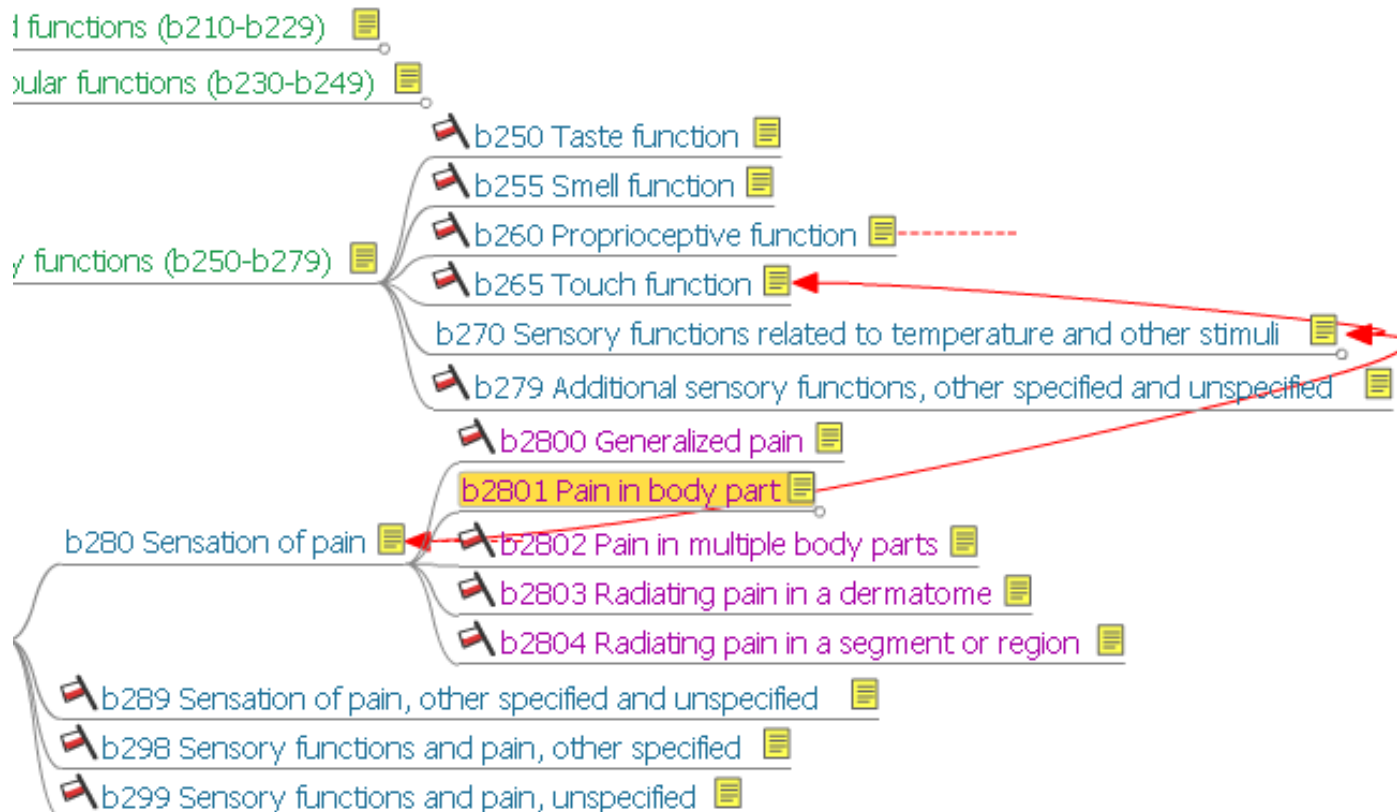 functions (b210-b229)
functions (b230-b249)
b250 Taste function
b255 Smell function
b260 Proprioceptive function
functions (b250-b279)
b265 Touch function
b270 Sensory functions related to temperature and other stimuli
b279 Additional sensory functions, other specified and unspecified
b2800 Generalized pain
b2801 Pain in body part
b280 Sensation of pain
b2802 Pain in multiple body parts
b2803 Radiating pain in a dermatome
b2804 Radiating pain in a segment or region
b289 Sensation of pain, other specified and unspecified
b298 Sensory functions and pain, other specified
b299 Sensory functions and pain, unspecified